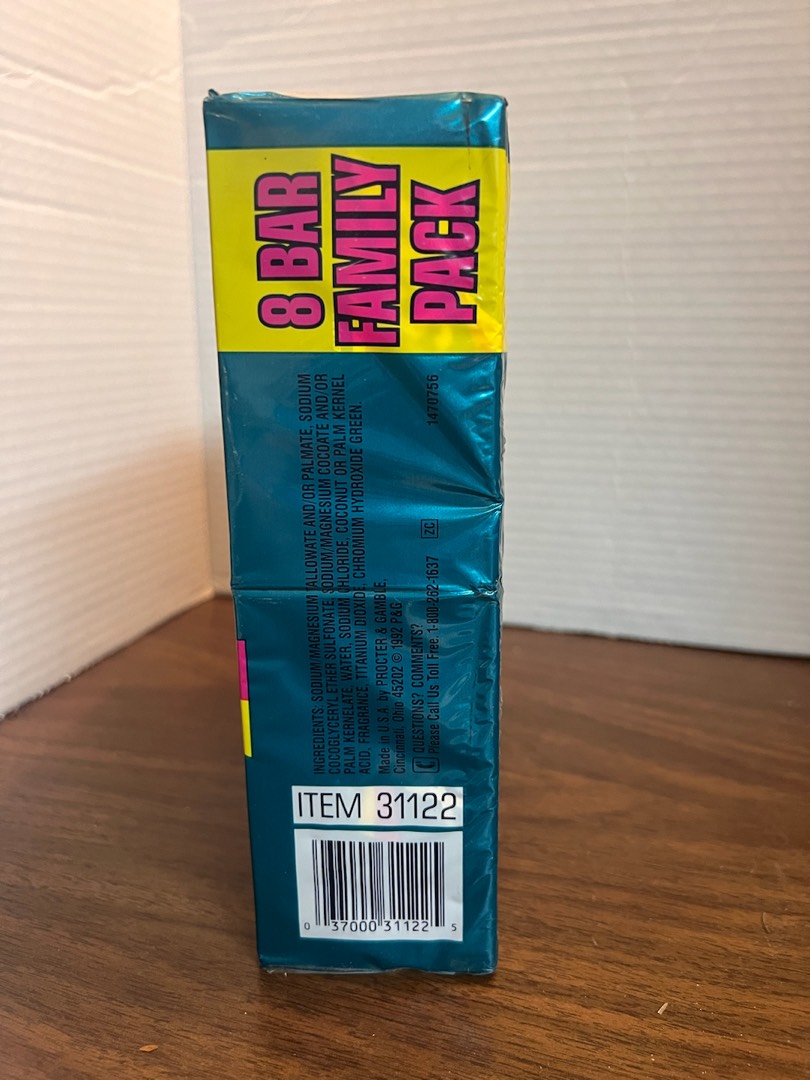 8 BAR
FAMILY
PACK
INGREDIENTS: SODIUM/MAGNESIUM TALLOWATE AND/OR PALMATE, SODIUM
COCOGLYCERYL ETHER SULFONATE, SODIUM/MAGNESIUM COCOATE AND/OR
PALM KERNELATE, WATER, SODIUM CHLORIDE, COCONUT OR PALM KERNEL
ACID, FRAGRANCE, TITANIUM DIOXIDE, CHROMIUM HYDROXIDE GREEN.
Made in U.S.A. by PROCTER & GAMBLE,
Cincinnati, Ohio 45202 © 1992 P&G
QUESTIONS? COMMENTS?
Please Call Us Toll Free 1-800-262-1637
ZC
1470756
ITEM 31122
0 37000 31122 5